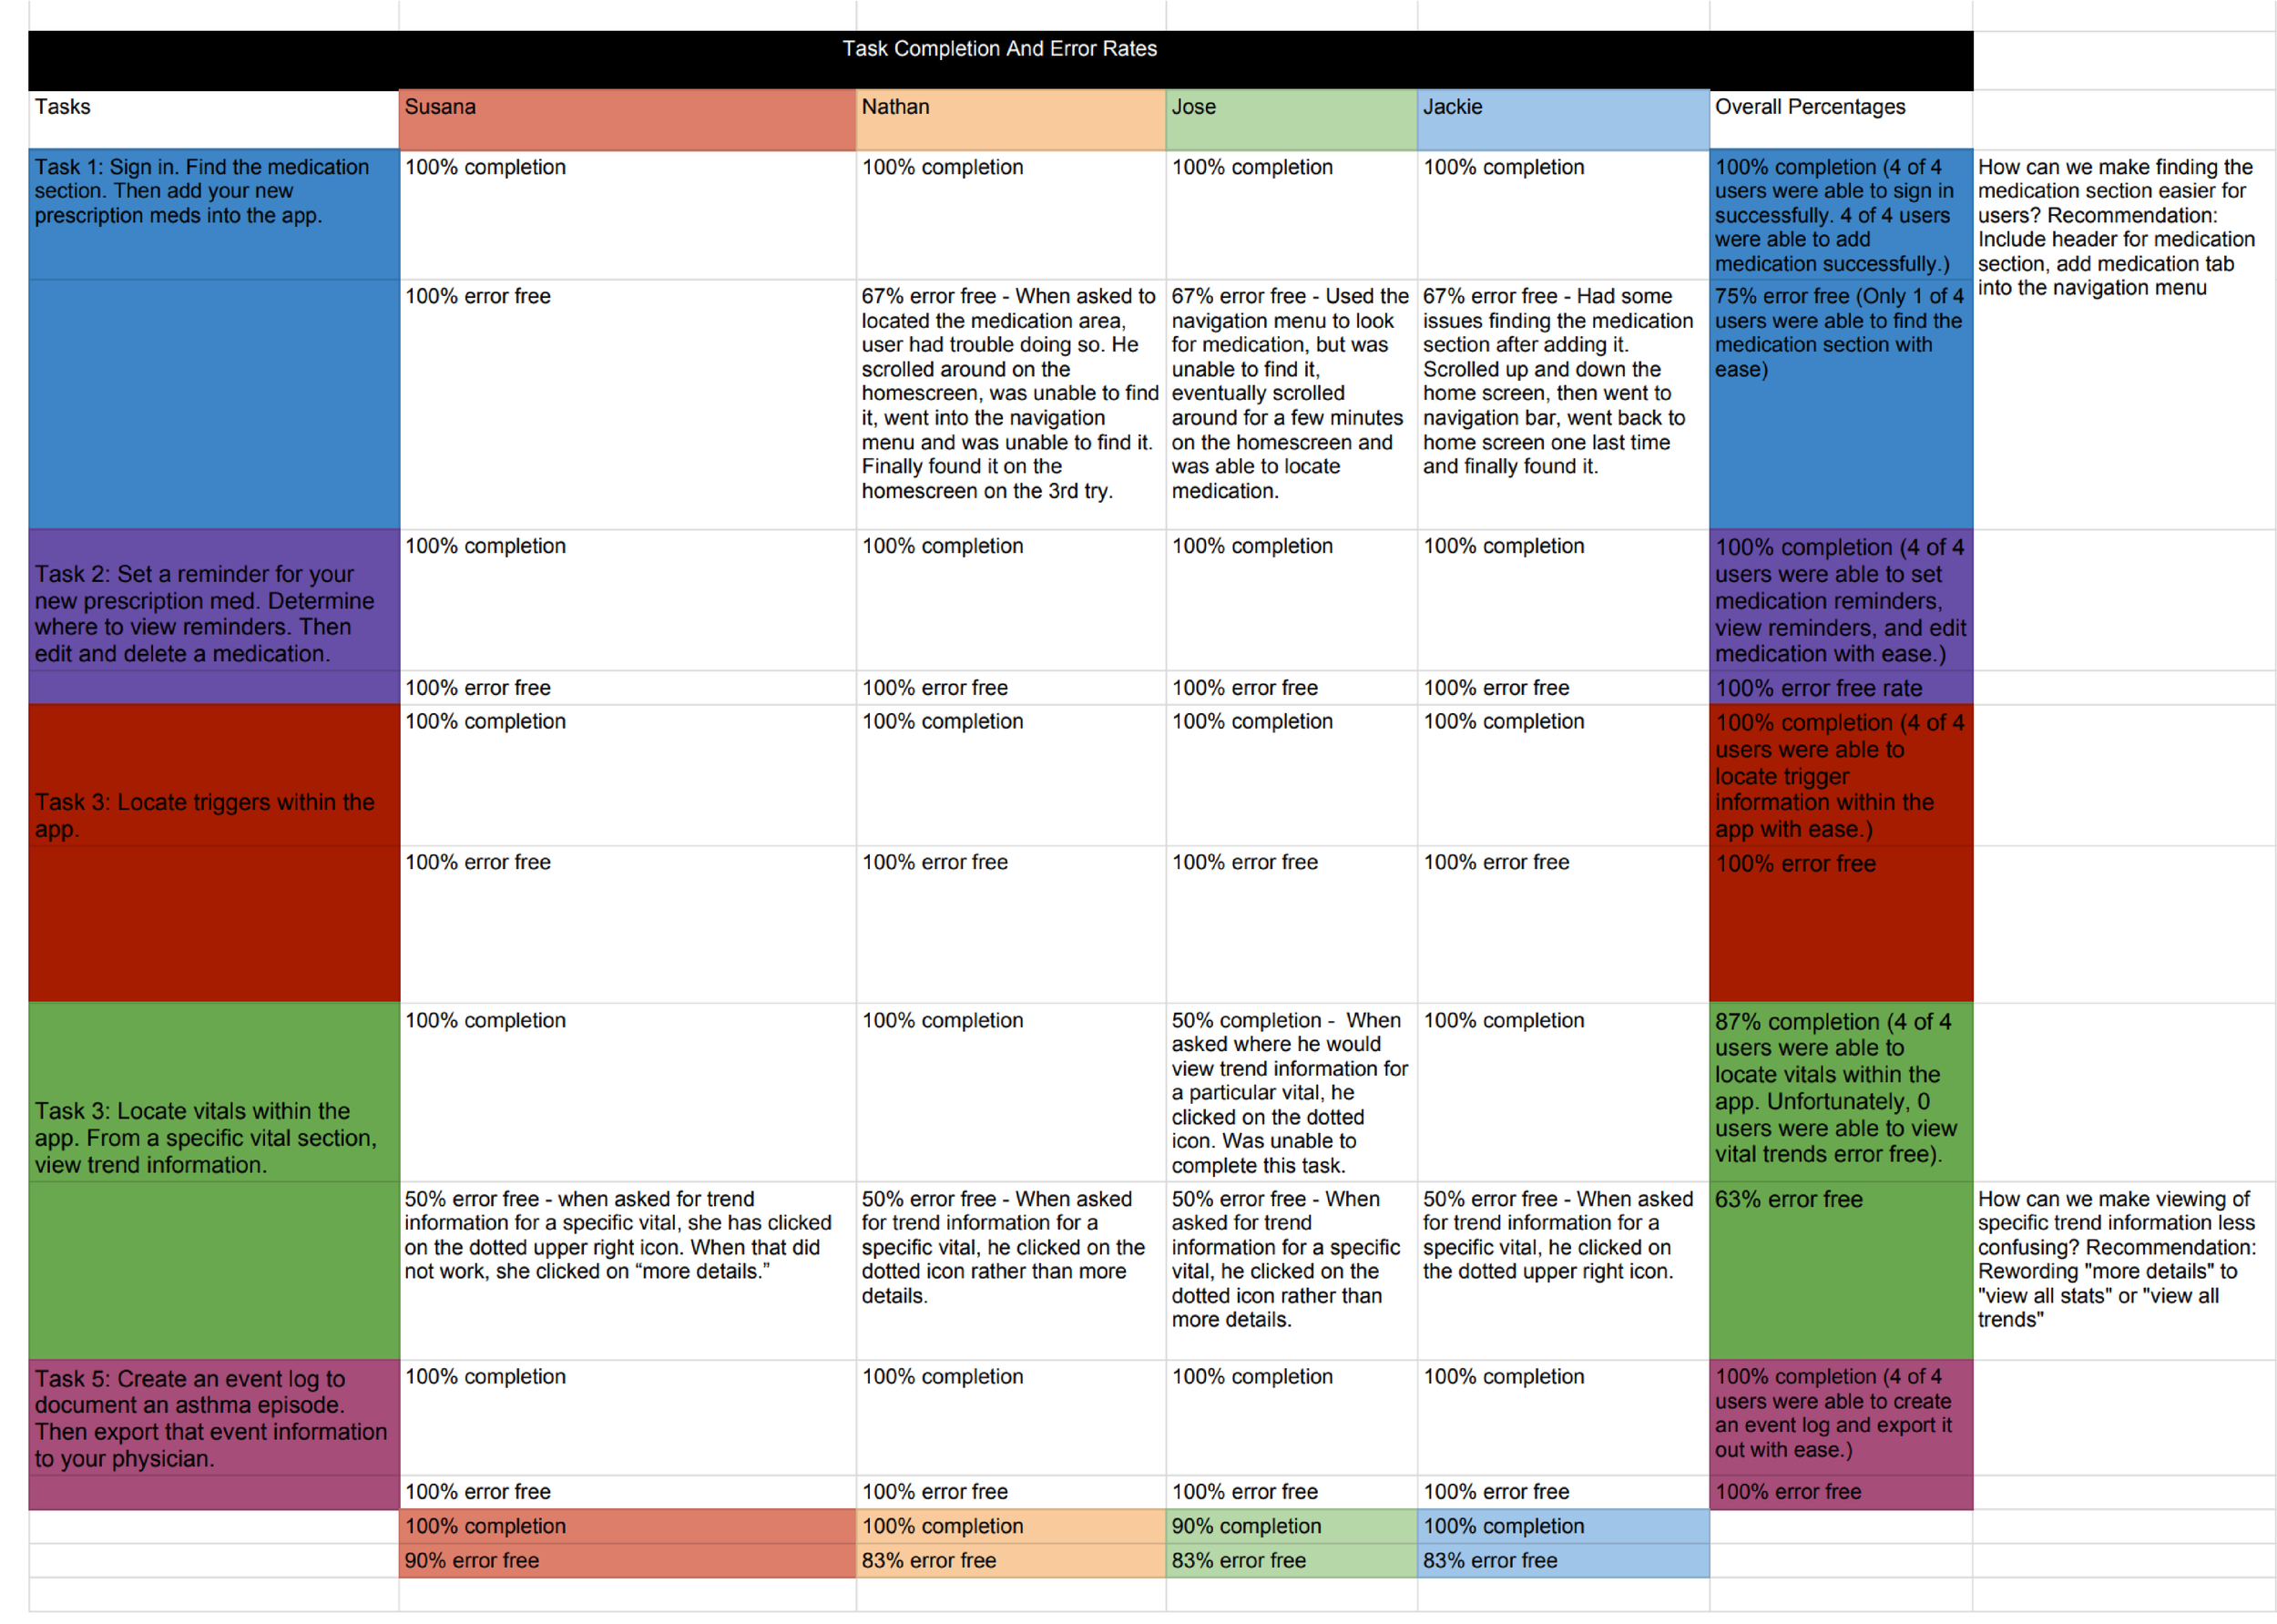 Task Completion And Error Rates
Tasks
Susana
Nathan
Jose
Jackie
Overall Percentages
Task 1: Sign in. Find the medication
section. Then add your new
prescription meds into the app.
100% completion
100% completion
100% completion
100% completion
100% completion (4 of 4
users were able to sign in
successfully. 4 of 4 users
were able to add
medication successfully.)
How can we make finding the
medication section easier for
users? Recommendation:
Include header for medication
section, add medication tab
into the navigation menu
100% error free
67% error free - When asked to
located the medication area,
user had trouble doing so. He
scrolled around on the
homescreen, was unable to find
it, went into the navigation
menu and was unable to find it.
Finally found it on the
homescreen on the 3rd try.
67% error free - Used the
navigation menu to look
for medication, but was
unable to find it,
eventually scrolled
around for a few minutes
on the homescreen and
was able to locate
medication.
67% error free - Had some
issues finding the medication
section after adding it.
Scrolled up and down the
home screen, then went to
navigation bar, went back to
home screen one last time
and finally found it.
75% error free (Only 1 of 4
users were able to find the
medication section with
ease)
Task 2: Set a reminder for your
new prescription med. Determine
where to view reminders. Then
edit and delete a medication.
100% completion
100% completion
100% completion
100% completion
100% completion (4 of 4
users were able to set
medication reminders,
view reminders, and edit
medication with ease.)
100% error free
100% error free
100% error free
100% error free
100% error free rate
Task 3: Locate triggers within the
app.
100% completion
100% completion
100% completion
100% completion
100% completion (4 of 4
users were able to
locate trigger
information within the
app with ease.)
100% error free
100% error free
100% error free
100% error free
100% error free
Task 3: Locate vitals within the
app. From a specific vital section,
view trend information.
100% completion
100% completion
50% completion - When
asked where he would
view trend information for
a particular vital, he
clicked on the dotted
icon. Was unable to
complete this task.
100% completion
87% completion (4 of 4
users were able to
locate vitals within the
app. Unfortunately, 0
users were able to view
vital trends error free).
50% error free - when asked for trend
information for a specific vital, she has clicked
on the dotted upper right icon. When that did
not work, she clicked on “more details.”
50% error free - When asked
for trend information for a
specific vital, he clicked on the
dotted icon rather than more
details.
50% error free - When
asked for trend
information for a specific
vital, he clicked on the
dotted icon rather than
more details.
50% error free - When asked
for trend information for a
specific vital, he clicked on
the dotted upper right icon.
63% error free
How can we make viewing of
specific trend information less
confusing? Recommendation:
Rewording "more details" to
"view all stats" or "view all
trends"
Task 5: Create an event log to
document an asthma episode.
Then export that event information
to your physician.
100% completion
100% completion
100% completion
100% completion
100% completion (4 of 4
users were able to create
an event log and export it
out with ease.)
100% error free
100% error free
100% error free
100% error free
100% error free
100% completion
100% completion
90% completion
100% completion
90% error free
83% error free
83% error free
83% error free